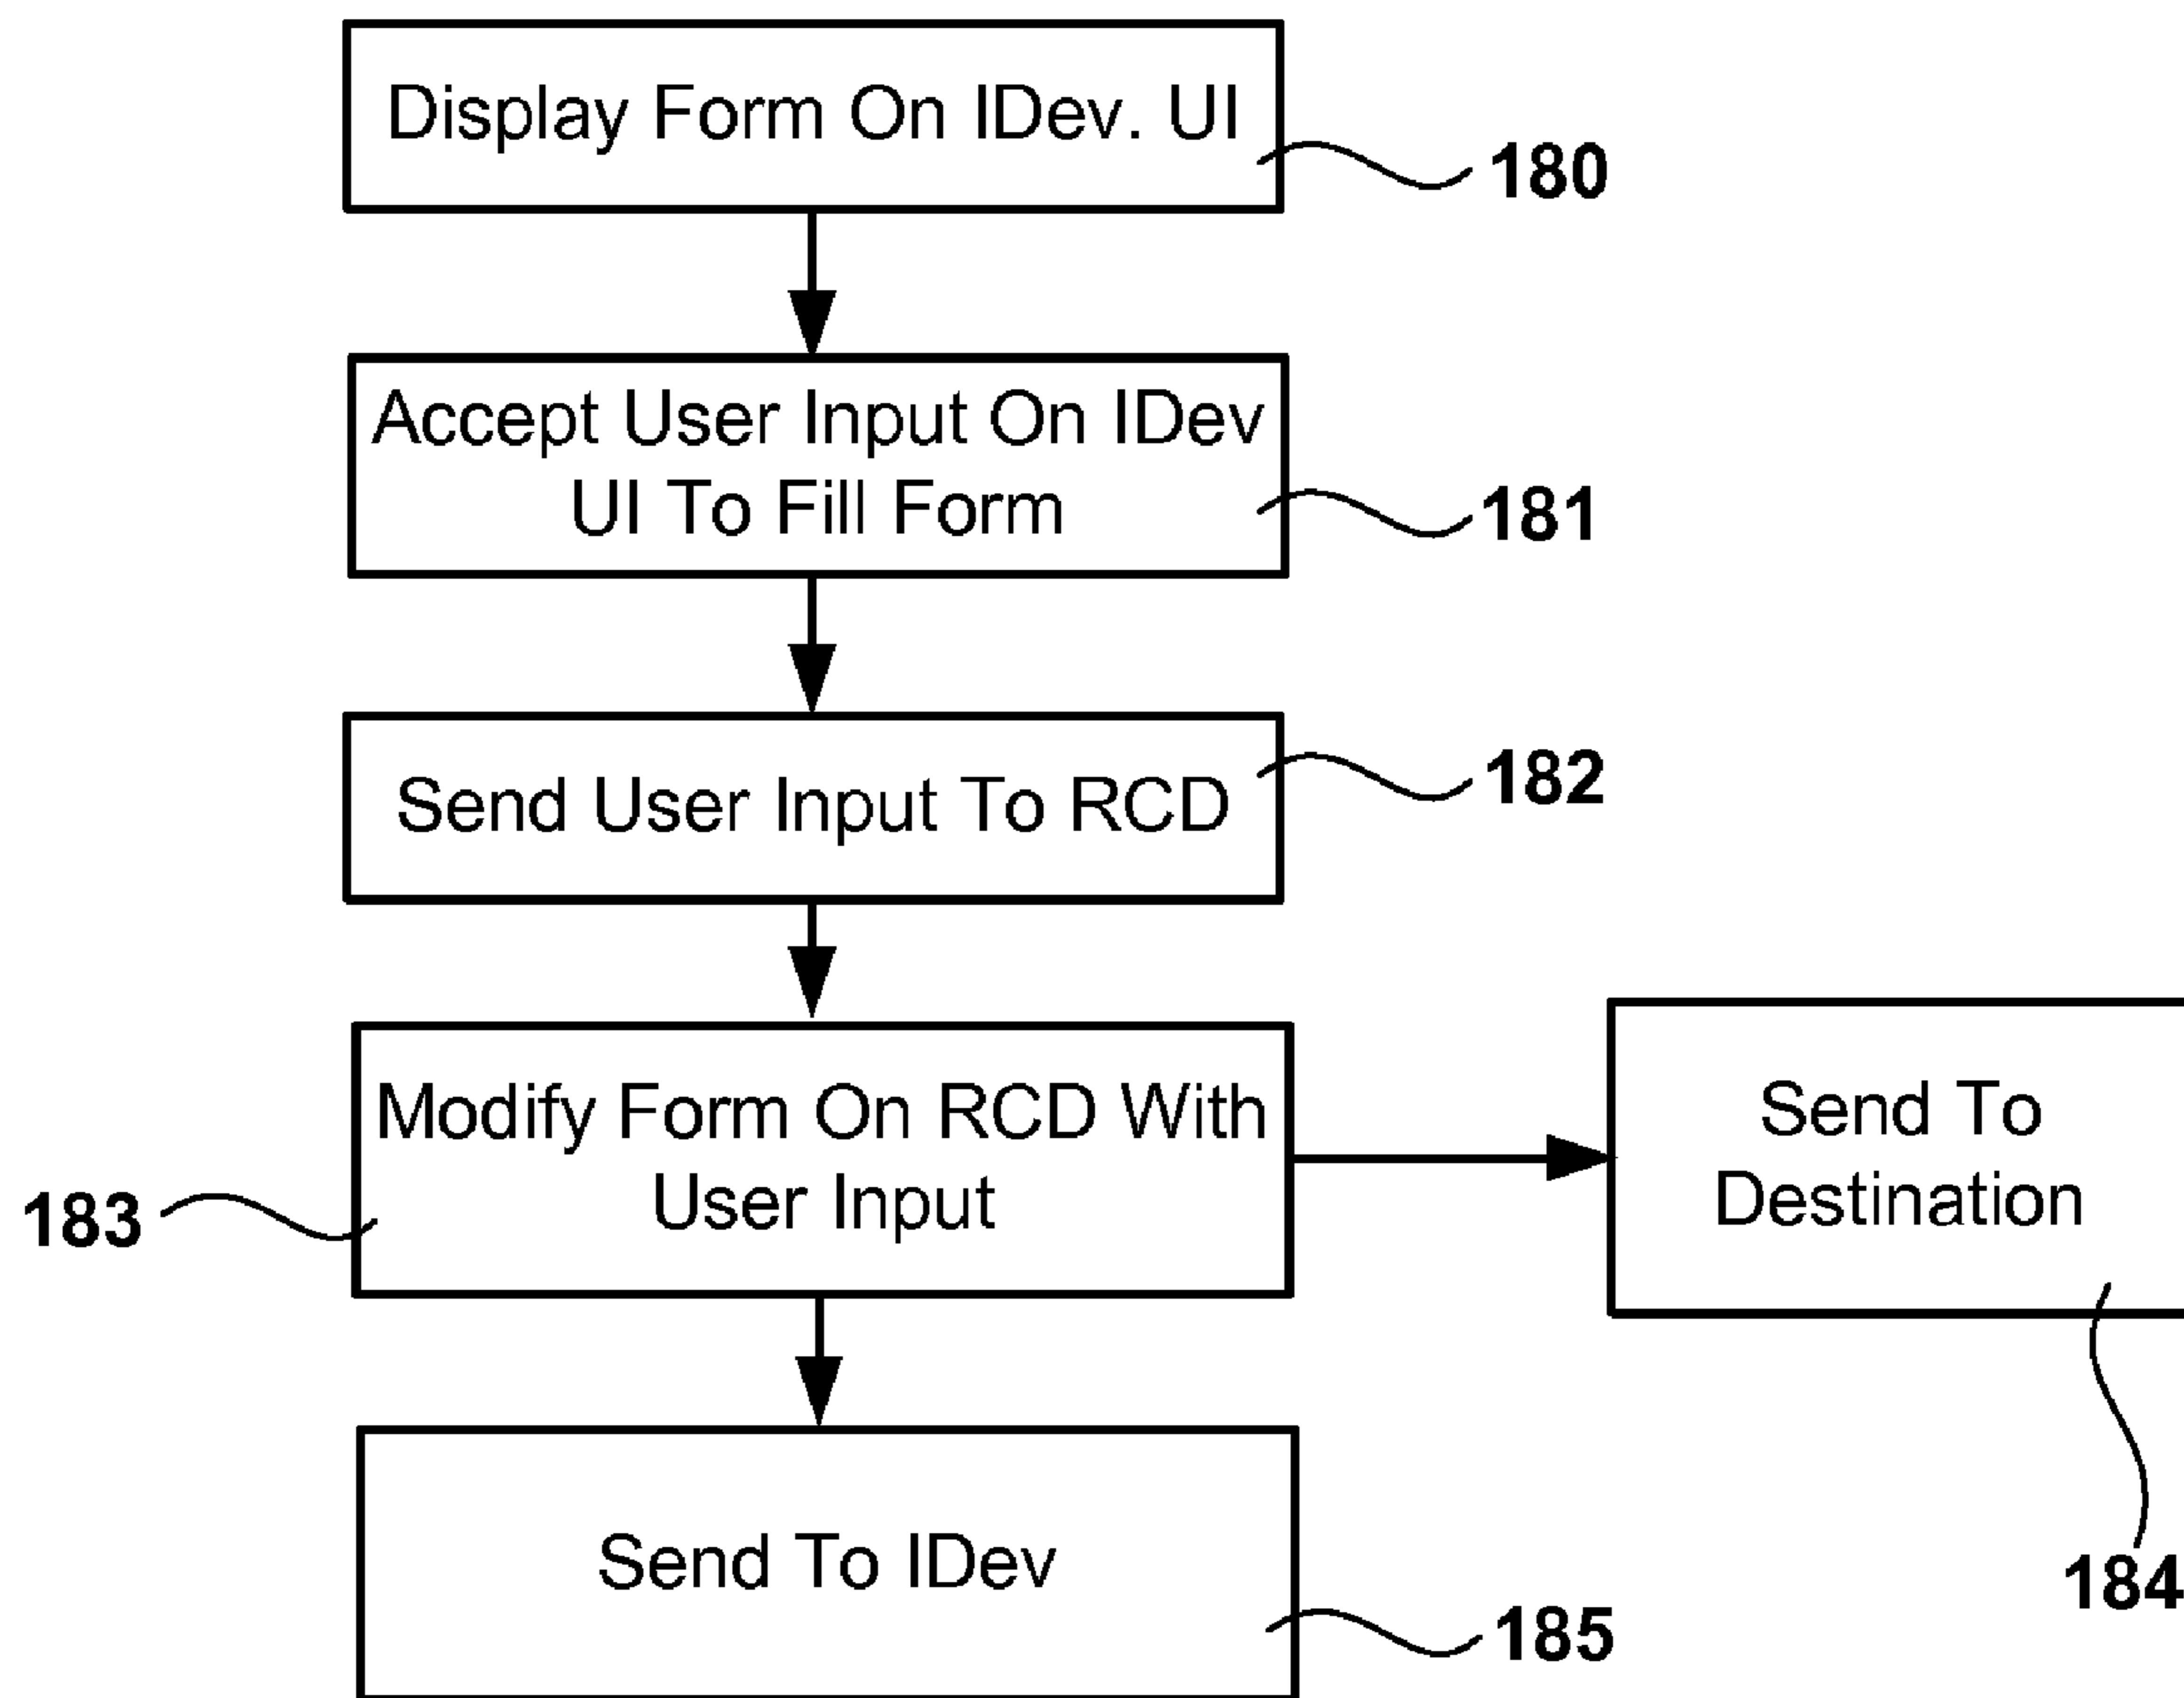 Display Form On IDev. UI
180
Accept User Input On IDev
UI To Fill Form
181
Send User Input To RCD
182
Modify Form On RCD With
User Input
183
Send To
Destination
184
Send To IDev
185